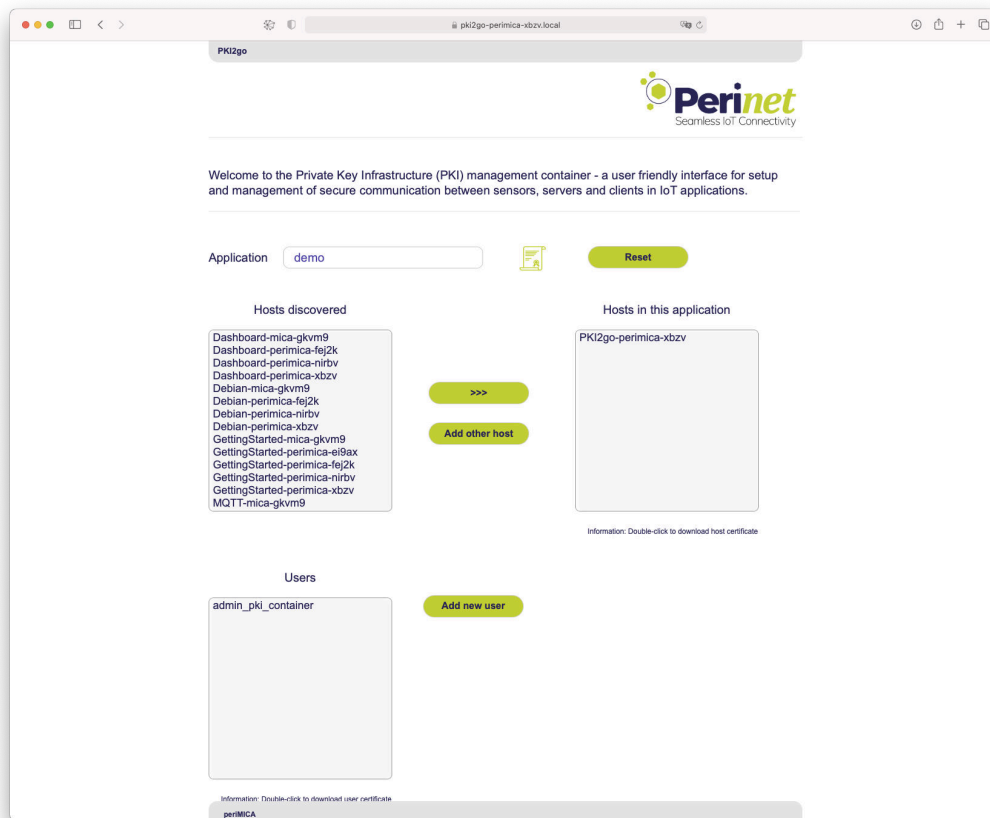 pki2go-perimica-xbzv.local
PKI2go
Perinet
Seamless IoT Connectivity
Welcome to the Private Key Infrastructure (PKI) management container - a user friendly interface for setup
and management of secure communication between sensors, servers and clients in IoT applications.
Application demo Reset
Hosts discovered
Dashboard-mica-gkvm9
Dashboard-perimica-fej2k
Dashboard-perimica-nirbv
Dashboard-perimica-xbzv
Debian-mica-gkvm9
Debian-perimica-fej2k
Debian-perimica-nirbv
Debian-perimica-xbzv
GettingStarted-mica-gkvm9
GettingStarted-perimica-ei9ax
GettingStarted-perimica-fej2k
GettingStarted-perimica-nirbv
GettingStarted-perimica-xbzv
MQTT-mica-gkvm9
>>>
Add other host
Hosts in this application
PKI2go-perimica-xbzv
Information: Double-click to download host certificate
Users
admin_pki_container
Add new user
Information: Double-click to download user certificate
periMICA